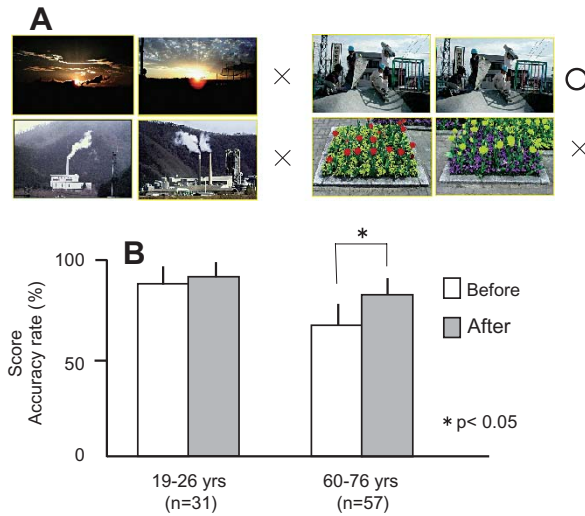 A
×
○
×
×
B
100
50
0
Score
Accuracy rate (%)
*
Before
After
* p< 0.05
19-26 yrs
(n=31)
60-76 yrs
(n=57)